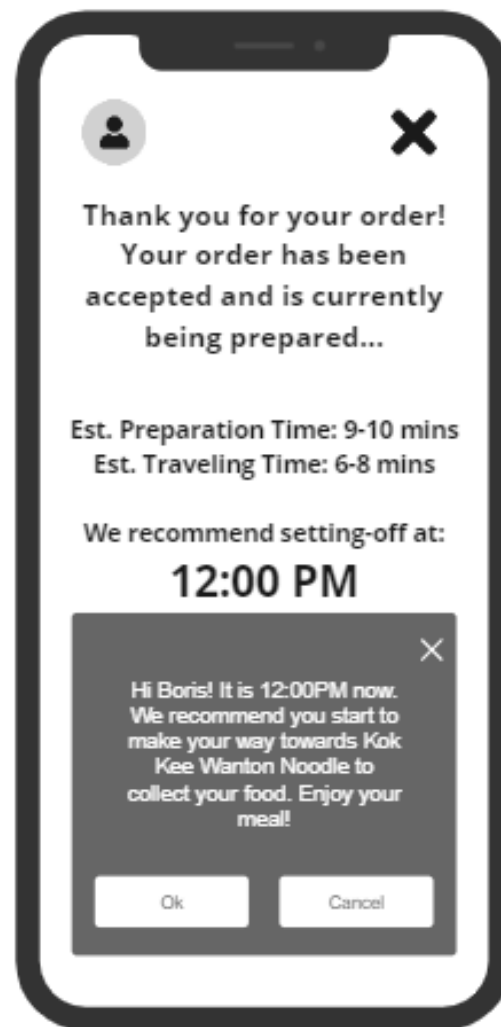 Thank you for your order!
Your order has been
accepted and is currently
being prepared...
Est. Preparation Time: 9-10 mins
Est. Traveling Time: 6-8 mins
We recommend setting-off at:
12:00 PM
Hi Boris! It is 12:00PM now.
We recommend you start to
make your way towards Kok
Kee Wanton Noodle to
collect your food. Enjoy your
meal!
Ok
Cancel